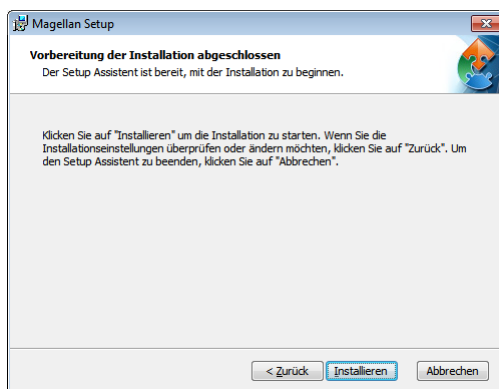 Magellan Setup
Vorbereitung der Installation abgeschlossen
Der Setup Assistent ist bereit, mit der Installation zu beginnen.
Klicken Sie auf "Installieren" um die Installation zu starten. Wenn Sie die
Installationseinstellungen überprüfen oder ändern möchten, klicken Sie auf "Zurück". Um
den Setup Assistent zu beenden, klicken Sie auf "Abbrechen".
< Zurück Installieren Abbrechen